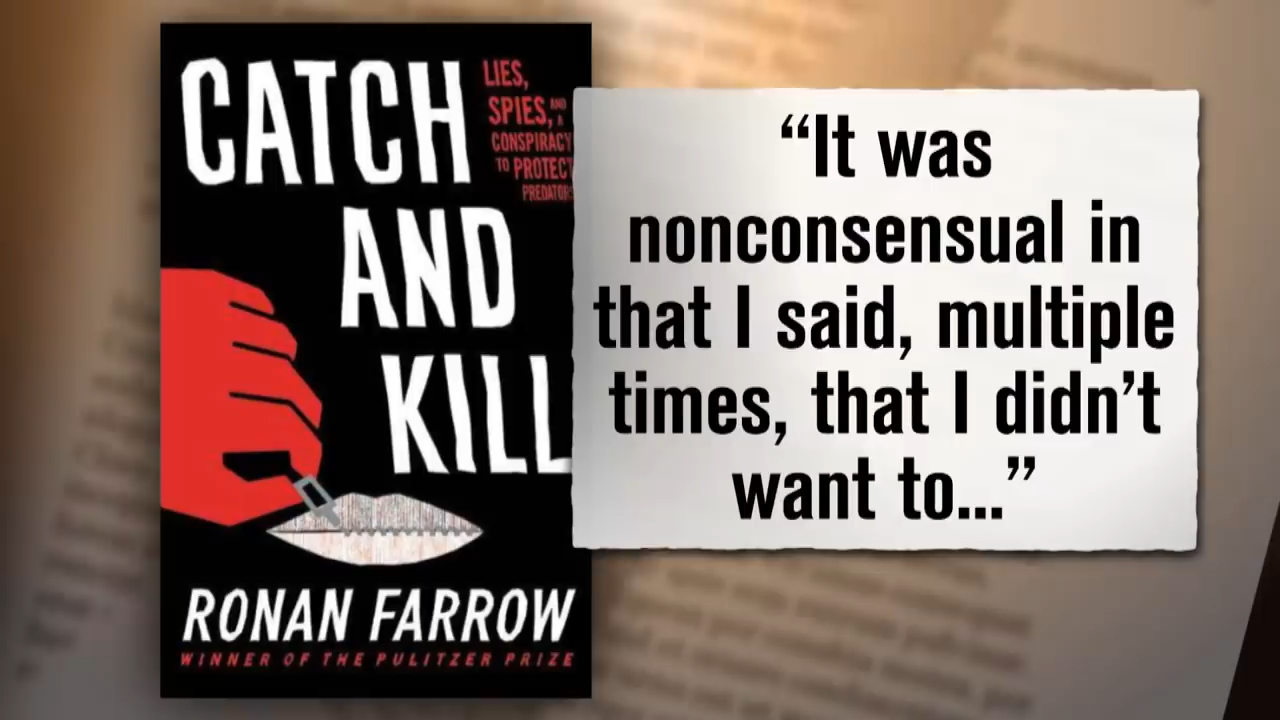 CATCH
AND
KILL
LIES,
SPIES, AND
A
CONSPIRACY
TO PROTECT
PREDATORS
RONAN FARROW
WINNER OF THE PULITZER PRIZE
“It was
nonconsensual in
that I said, multiple
times, that I didn’t
want to...”